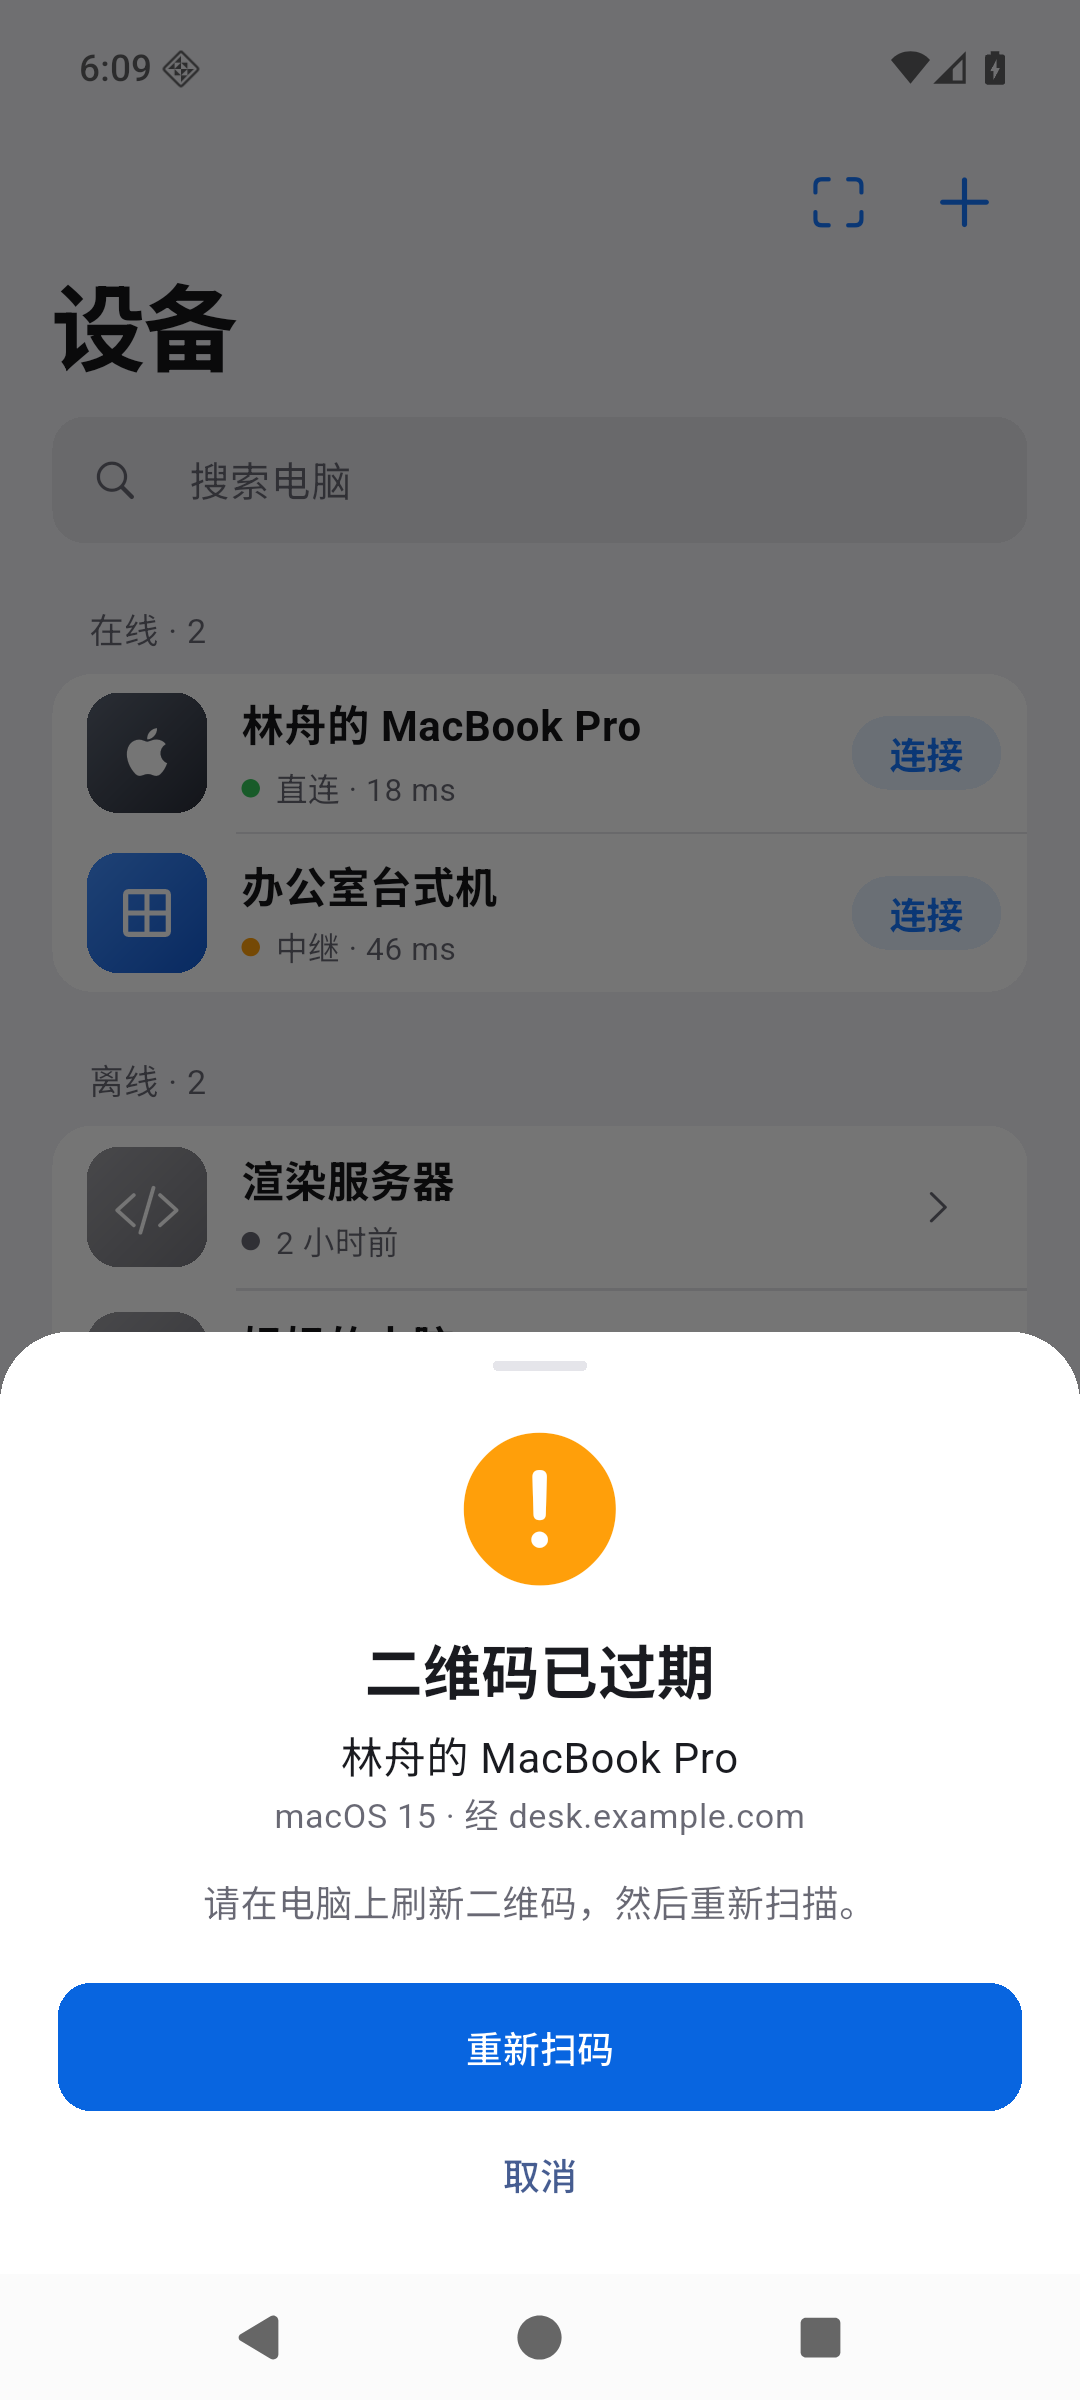 6:09
设备
搜索电脑
在线 · 2
林舟的 MacBook Pro
直连 · 18 ms
连接
办公室台式机
中继 · 46 ms
连接
离线 · 2
渲染服务器
2 小时前
二维码已过期
林舟的 MacBook Pro
macOS 15 · 经 desk.example.com
请在电脑上刷新二维码，然后重新扫描。
重新扫码
取消